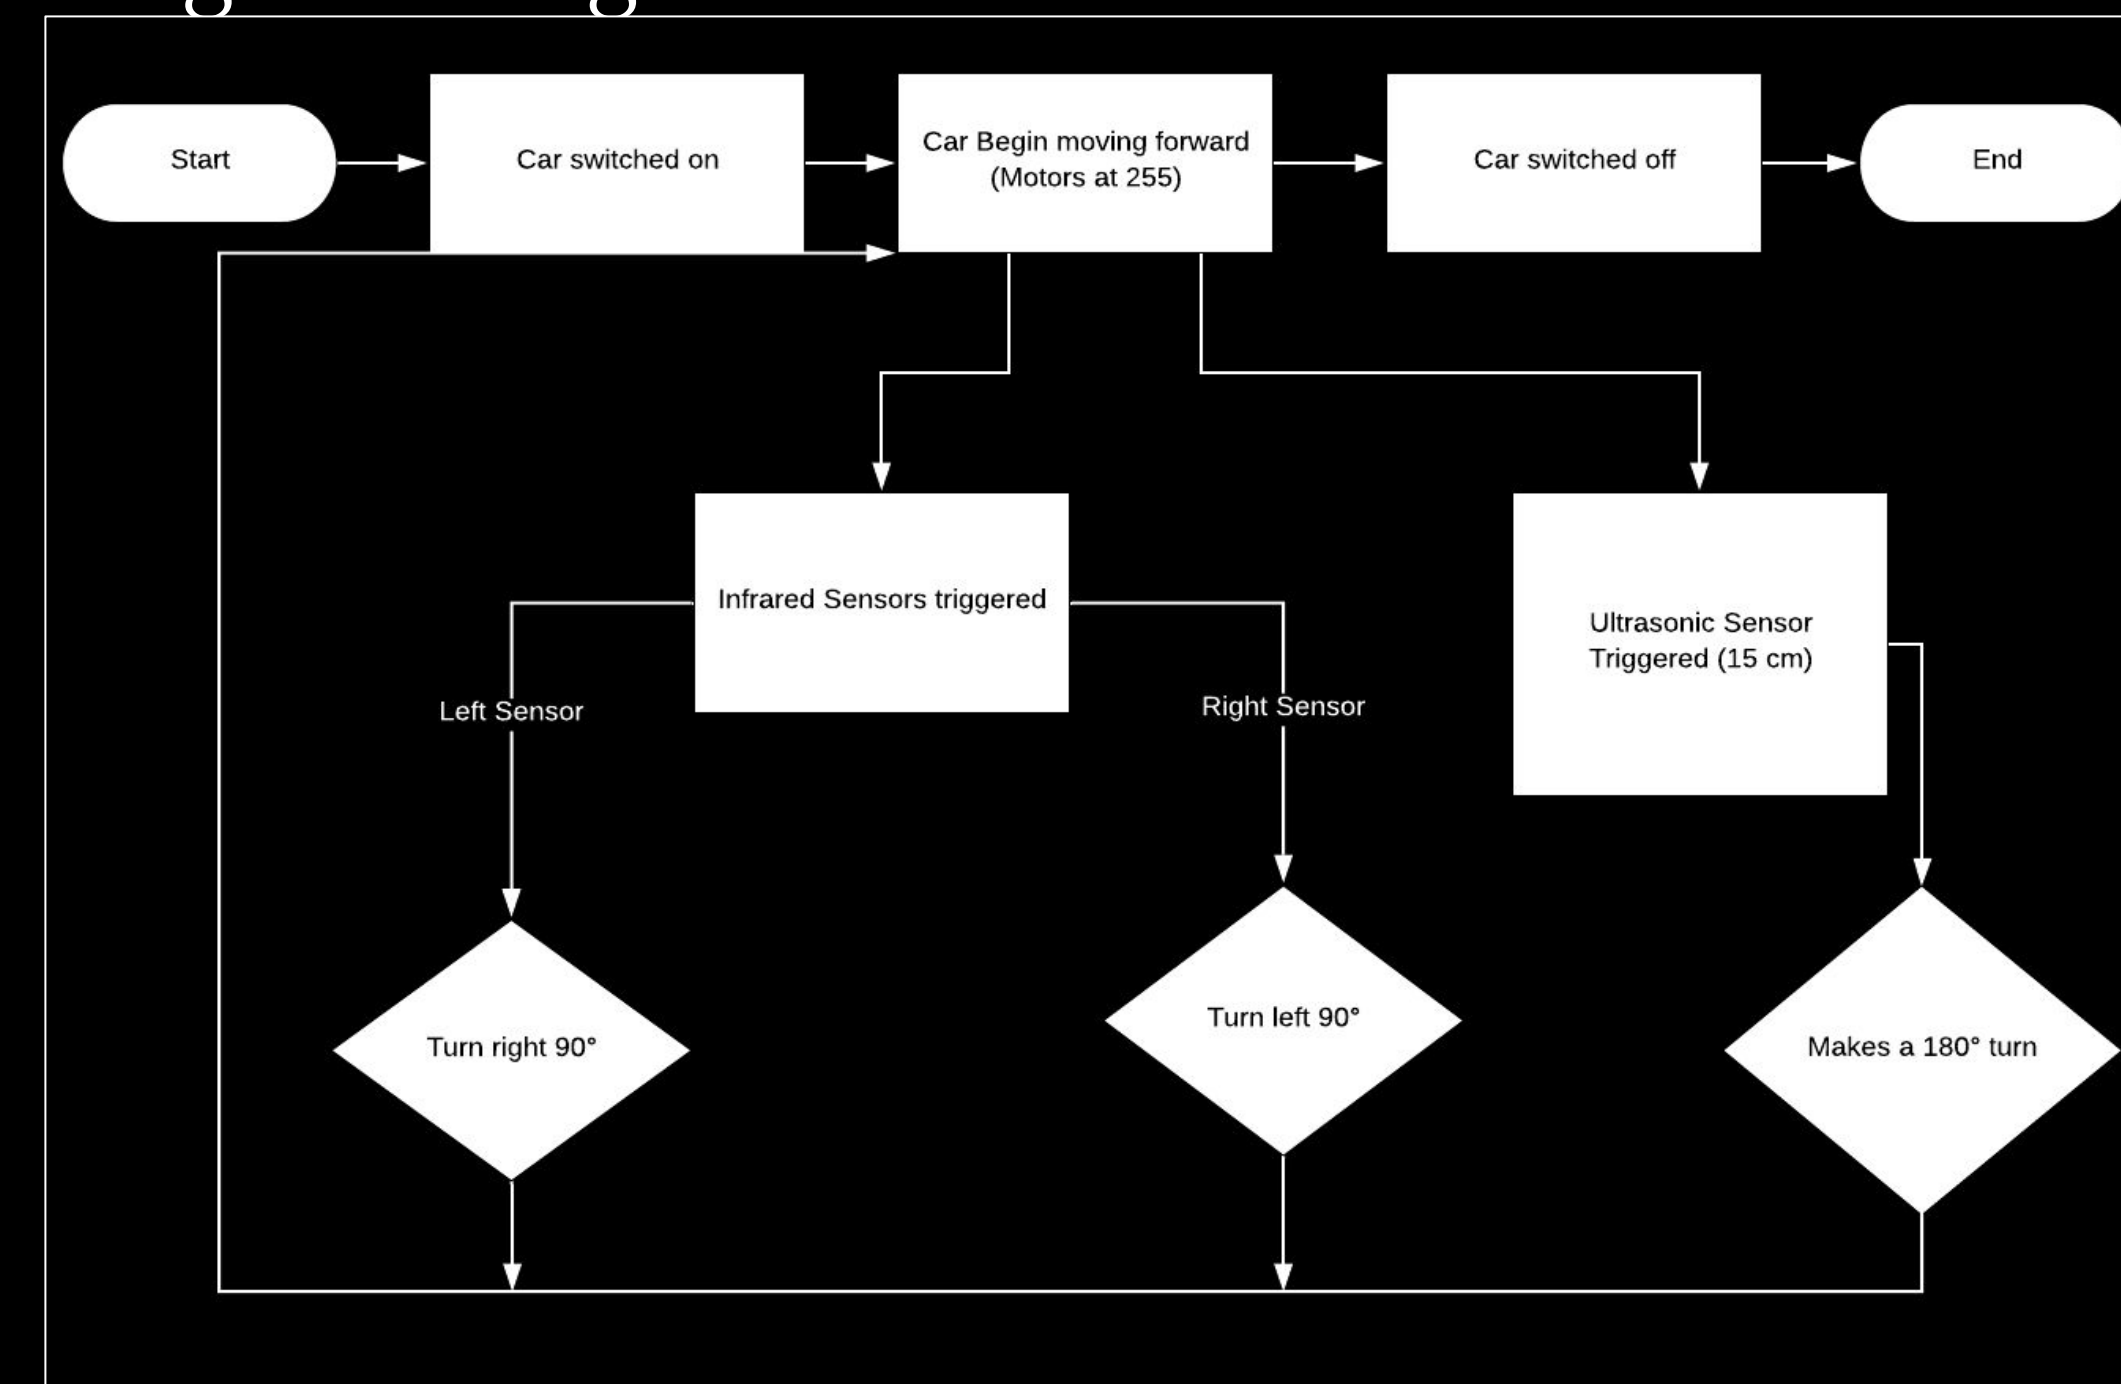 Start
Car switched on
Car Begin moving forward
(Motors at 255)
Car switched off
End
Infrared Sensors triggered
Ultrasonic Sensor
Triggered (15 cm)
Left Sensor
Right Sensor
Turn right 90°
Turn left 90°
Makes a 180° turn